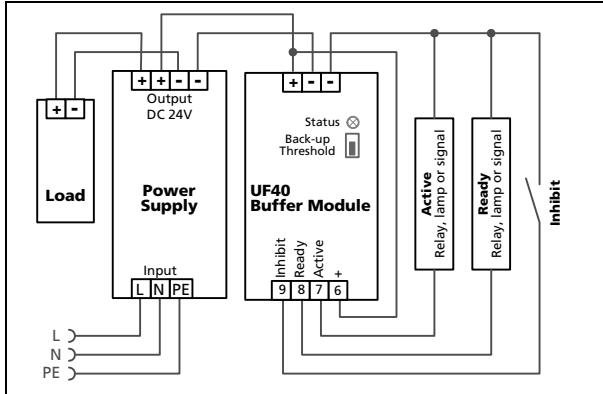 + + - -
Output
DC 24V
+ -
Load
Power
Supply
Input
L N PE
L
N
PE
+ - -
Status
Back-up
Threshold
UF40
Buffer Module
Inhibit
Ready
Active
+
9 8 7 6
Active
Relay, lamp or signal
Ready
Relay, lamp or signal
Inhibit